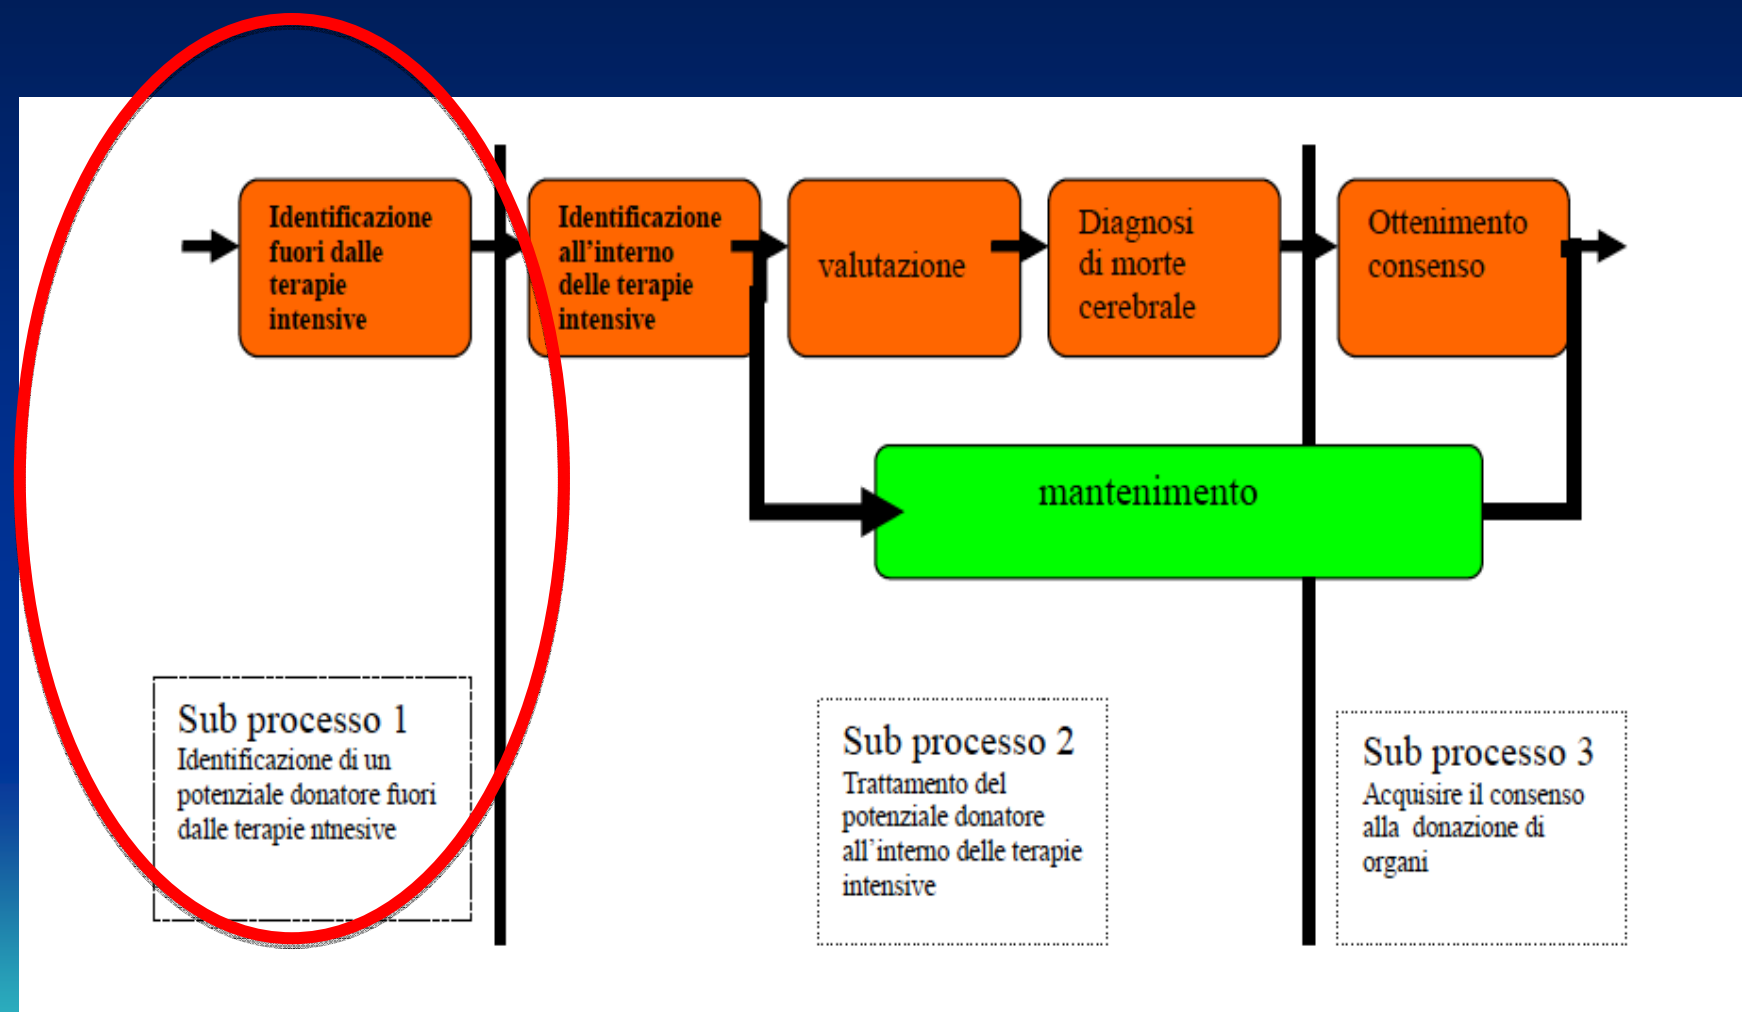 Identificazione
fuori dalle
terapie
intensive
Identificazione
all'interno
delle terapie
intensive
valutazione
Diagnosi
di morte
cerebrale
Ottenimento
consenso
mantenimento
Sub processo 1
Identificazione di un
potenziale donatore fuori
dalle terapie ntnesive
Sub processo 2
Trattamento del
potenziale donatore
all'interno delle terapie
intensive
Sub processo 3
Acquisire il consenso
alla donazione di
organi